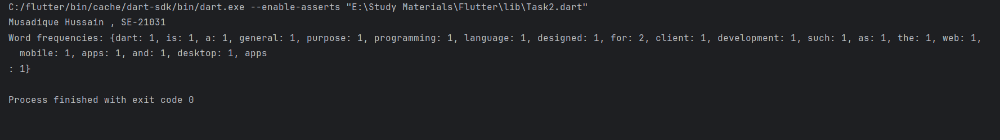 C:/flutter/bin/cache/dart-sdk/bin/dart.exe --enable-asserts "E:\Study Materials\Flutter\lib\Task2.dart"
Musadique Hussain , SE-21031
Word frequencies: {dart: 1, is: 1, a: 1, general: 1, purpose: 1, programming: 1, language: 1, designed: 1, for: 2, client: 1, development: 1, such: 1, as: 1, the: 1, web: 1,
  mobile: 1, apps: 1, and: 1, desktop: 1, apps
: 1}
Process finished with exit code 0